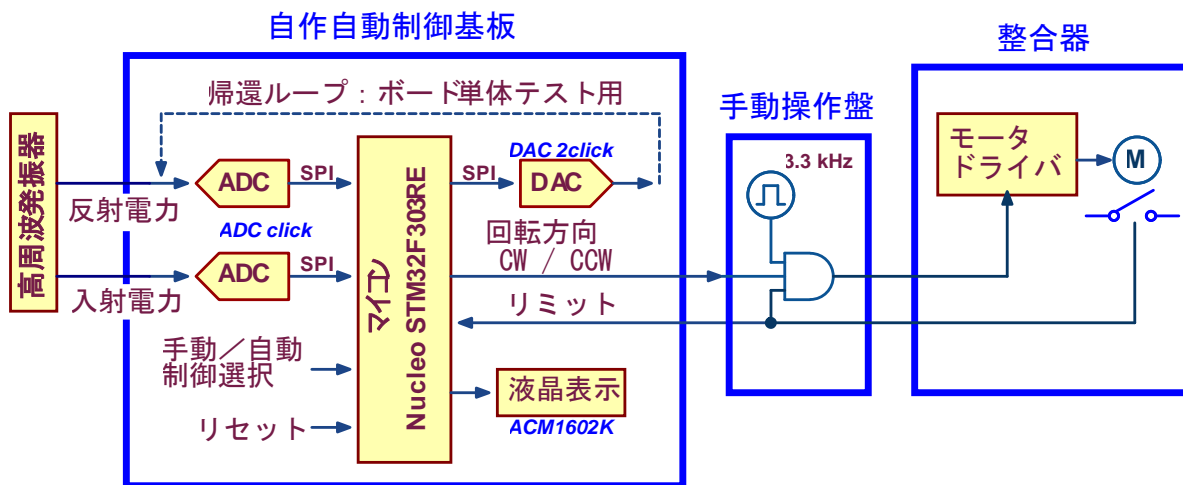 自作自動制御基板
整合器
手動操作盤
帰還ループ：ボード単体テスト用
高周波発振器
反射電力
入射電力
ADC
SPI
ADC click
ADC
SPI
マイコン
Nucleo STM32F303RE
SPI
DAC 2click
DAC
回転方向
CW / CCW
リミット
手動／自動
制御選択
リセット
液晶表示
ACM1602K
3.3 kHz
モータ
ドライバ
M